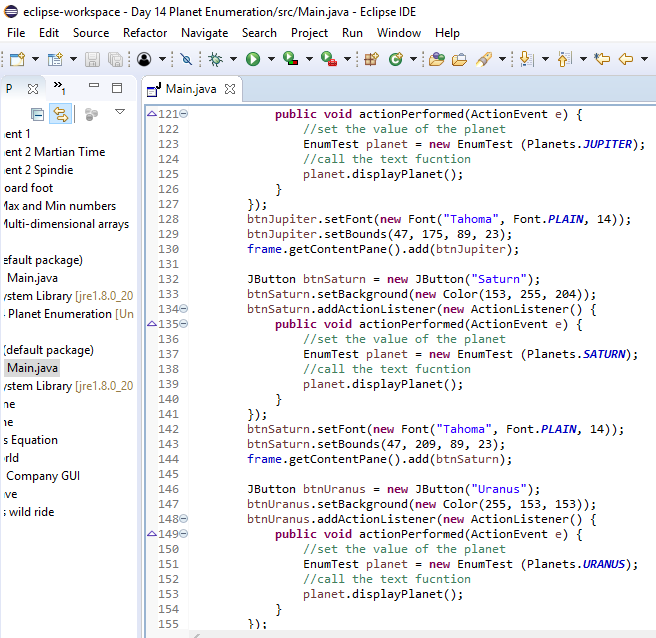 eclipse-workspace - Day 14 Planet Enumeration/src/Main.java - Eclipse IDE
File Edit Source Refactor Navigate Search Project Run Window Help
P
1
Main.java
ent 1
ent 2 Martian Time
ent 2 Spindie
oard foot
Max and Min numbers
Multi-dimensional arrays
efault package)
Main.java
ystem Library [jre1.8.0_20
Planet Enumeration [Un
(default package)
Main.java
ystem Library [jre1.8.0_20
ne
ne
s Equation
rld
Company GUI
ve
s wild ride
121 public void actionPerformed(ActionEvent e) {
122 //set the value of the planet
123 EnumTest planet = new EnumTest (Planets.JUPITER);
124 //call the text fucntion
125 planet.displayPlanet();
126 }
127 });
128 btnJupiter.setFont(new Font("Tahoma", Font.PLAIN, 14));
129 btnJupiter.setBounds(47, 175, 89, 23);
130 frame.getContentPane().add(btnJupiter);
131
132 JButton btnSaturn = new JButton("Saturn");
133 btnSaturn.setBackground(new Color(153, 255, 204));
134 btnSaturn.addActionListener(new ActionListener() {
135 public void actionPerformed(ActionEvent e) {
136 //set the value of the planet
137 EnumTest planet = new EnumTest (Planets.SATURN);
138 //call the text fucntion
139 planet.displayPlanet();
140 }
141 });
142 btnSaturn.setFont(new Font("Tahoma", Font.PLAIN, 14));
143 btnSaturn.setBounds(47, 209, 89, 23);
144 frame.getContentPane().add(btnSaturn);
145
146 JButton btnUranus = new JButton("Uranus");
147 btnUranus.setBackground(new Color(255, 153, 153));
148 btnUranus.addActionListener(new ActionListener() {
149 public void actionPerformed(ActionEvent e) {
150 //set the value of the planet
151 EnumTest planet = new EnumTest (Planets.URANUS);
152 //call the text fucntion
153 planet.displayPlanet();
154 }
155 });